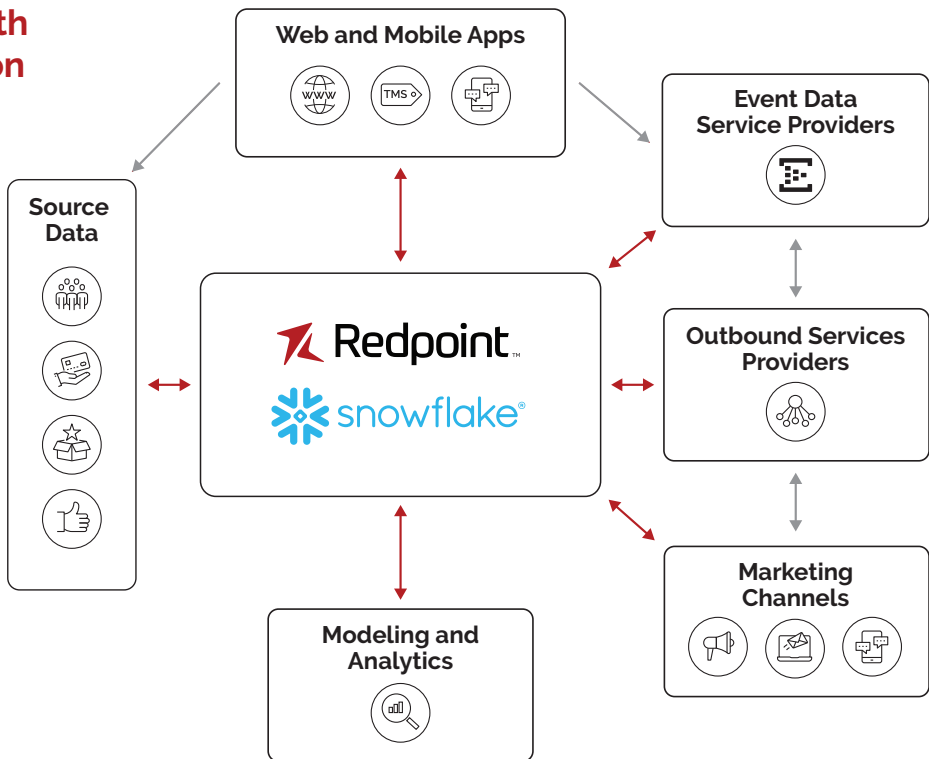 th
on
Web and Mobile Apps
www
TMS
Event Data
Service Providers
Source
Data
Redpoint™
snowflake®
Outbound Services
Providers
Marketing
Channels
Modeling and
Analytics